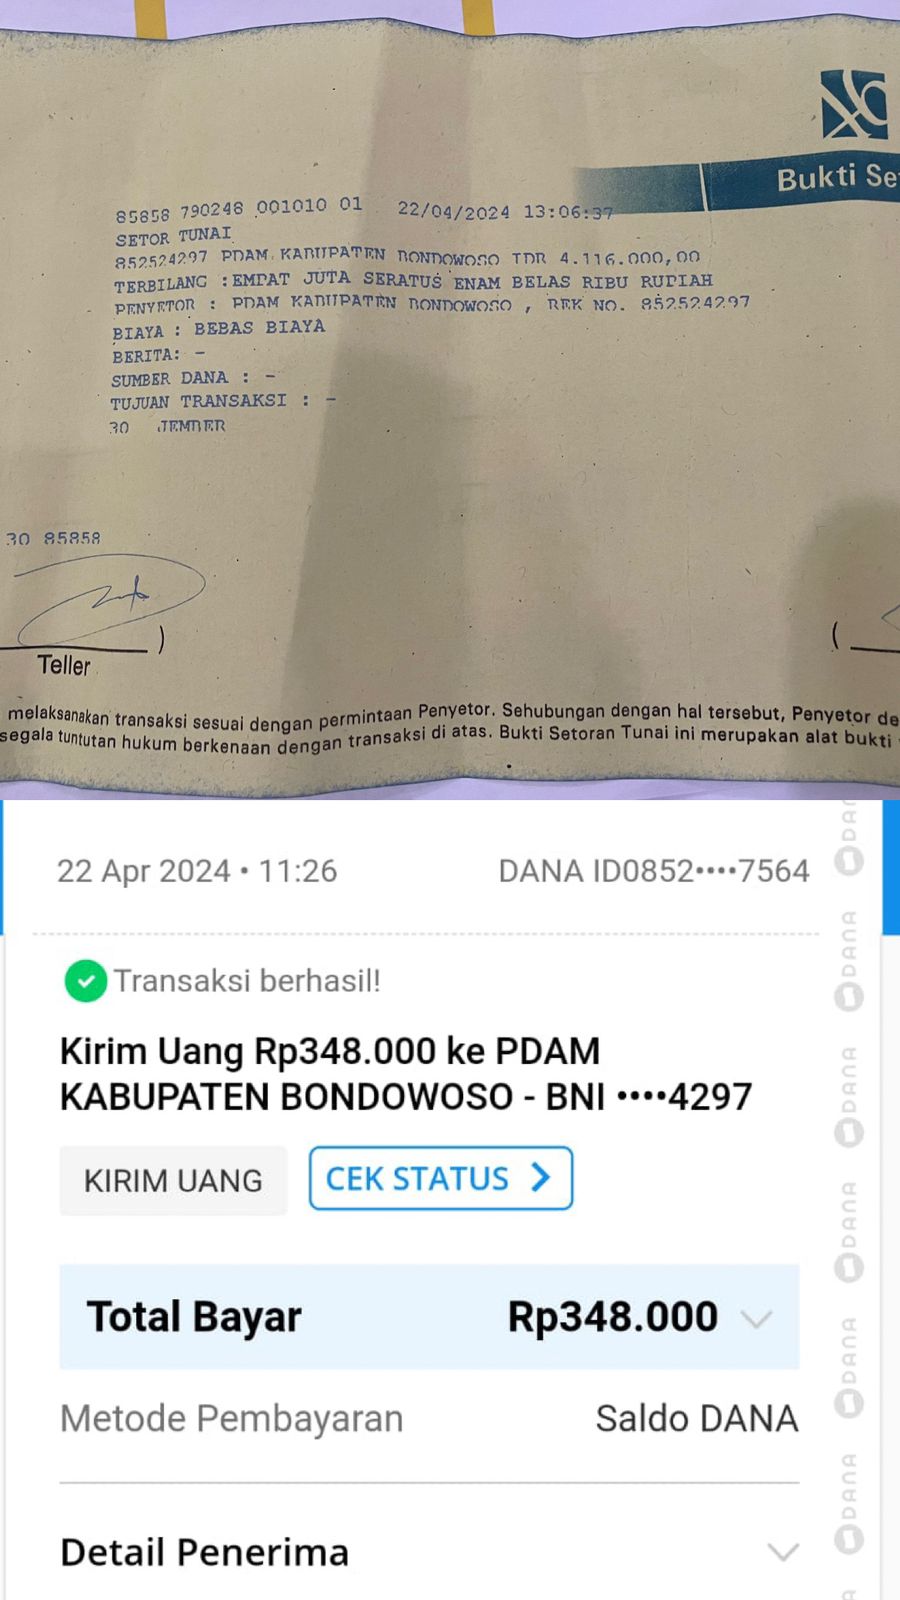 Bukti Se
85858 790248 001010 01 22/04/2024 13:06:37
SETOR TUNAI
852524297 PDAM KABUPATEN BONDOWOSO IDR 4.116.000,00
TERBILANG :EMPAT JUTA SERATUS ENAM BELAS RIBU RUPIAH
PENYETOR : PDAM KABUPATEN BONDOWOSO , REK NO. 852524297
BIAYA : BEBAS BIAYA
BERITA: -
SUMBER DANA : -
TUJUAN TRANSAKSI : -
30 JEMBER
30 85858
) (
Teller
melaksanakan transaksi sesuai dengan permintaan Penyetor. Sehubungan dengan hal tersebut, Penyetor de
segala tuntutan hukum berkenaan dengan transaksi di atas. Bukti Setoran Tunai ini merupakan alat bukti
22 Apr 2024 • 11:26 DANA ID0852••••7564
Transaksi berhasil!
Kirim Uang Rp348.000 ke PDAM
KABUPATEN BONDOWOSO - BNI ••••4297
KIRIM UANG CEK STATUS
Total Bayar Rp348.000
Metode Pembayaran Saldo DANA
Detail Penerima
DANA
DANA
DANA
DANA
DANA
DANA